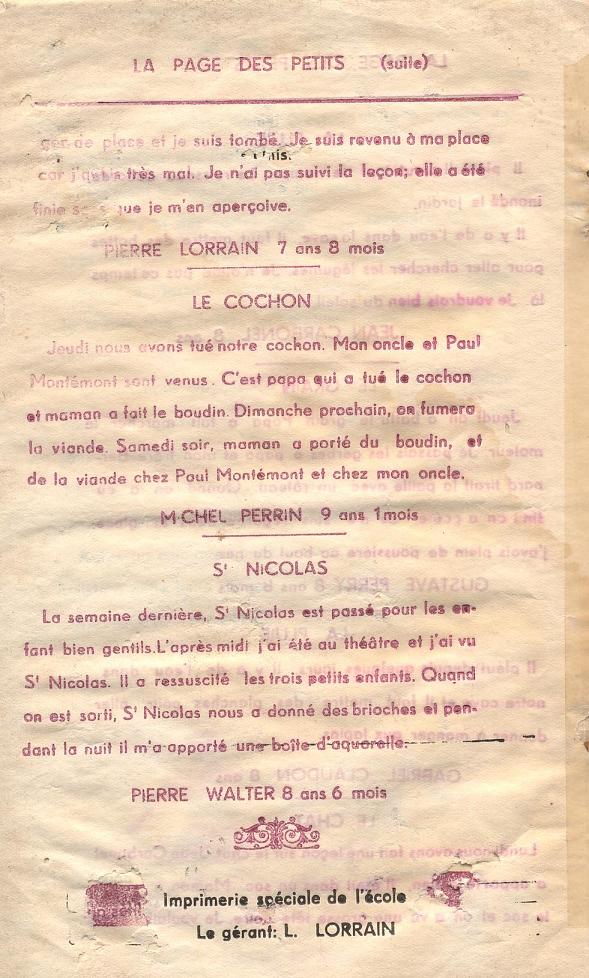 LA PAGE DES PETITS (suite)
ger de place et je suis tombé. Je suis revenu à ma place
car j'avais très mal. Je n'ai pas suivi la leçon; elle a été
finie sans que je m'en aperçoive.
PIERRE LORRAIN 7 ans 8 mois
LE COCHON
Jeudi nous avons tué notre cochon. Mon oncle et Paul
Montémont sont venus. C'est papa qui a tué le cochon
et maman a fait le boudin. Dimanche prochain, on fumera
la viande. Samedi soir, maman a porté du boudin, et
de la viande chez Paul Montémont et chez mon oncle.
MICHEL PERRIN 9 ans 1 mois
St NICOLAS
La semaine dernière, St Nicolas est passé pour les en-
fant bien gentils. L'après midi j'ai été au théâtre et j'ai vu
St Nicolas. Il a ressuscité les trois petits enfants. Quand
on est sorti, St Nicolas nous a donné des brioches et pen-
dant la nuit il m'a apporté une boîte d'aquarelle.
PIERRE WALTER 8 ans 6 mois
Imprimerie spéciale de l'école
Le gérant: L. LORRAIN